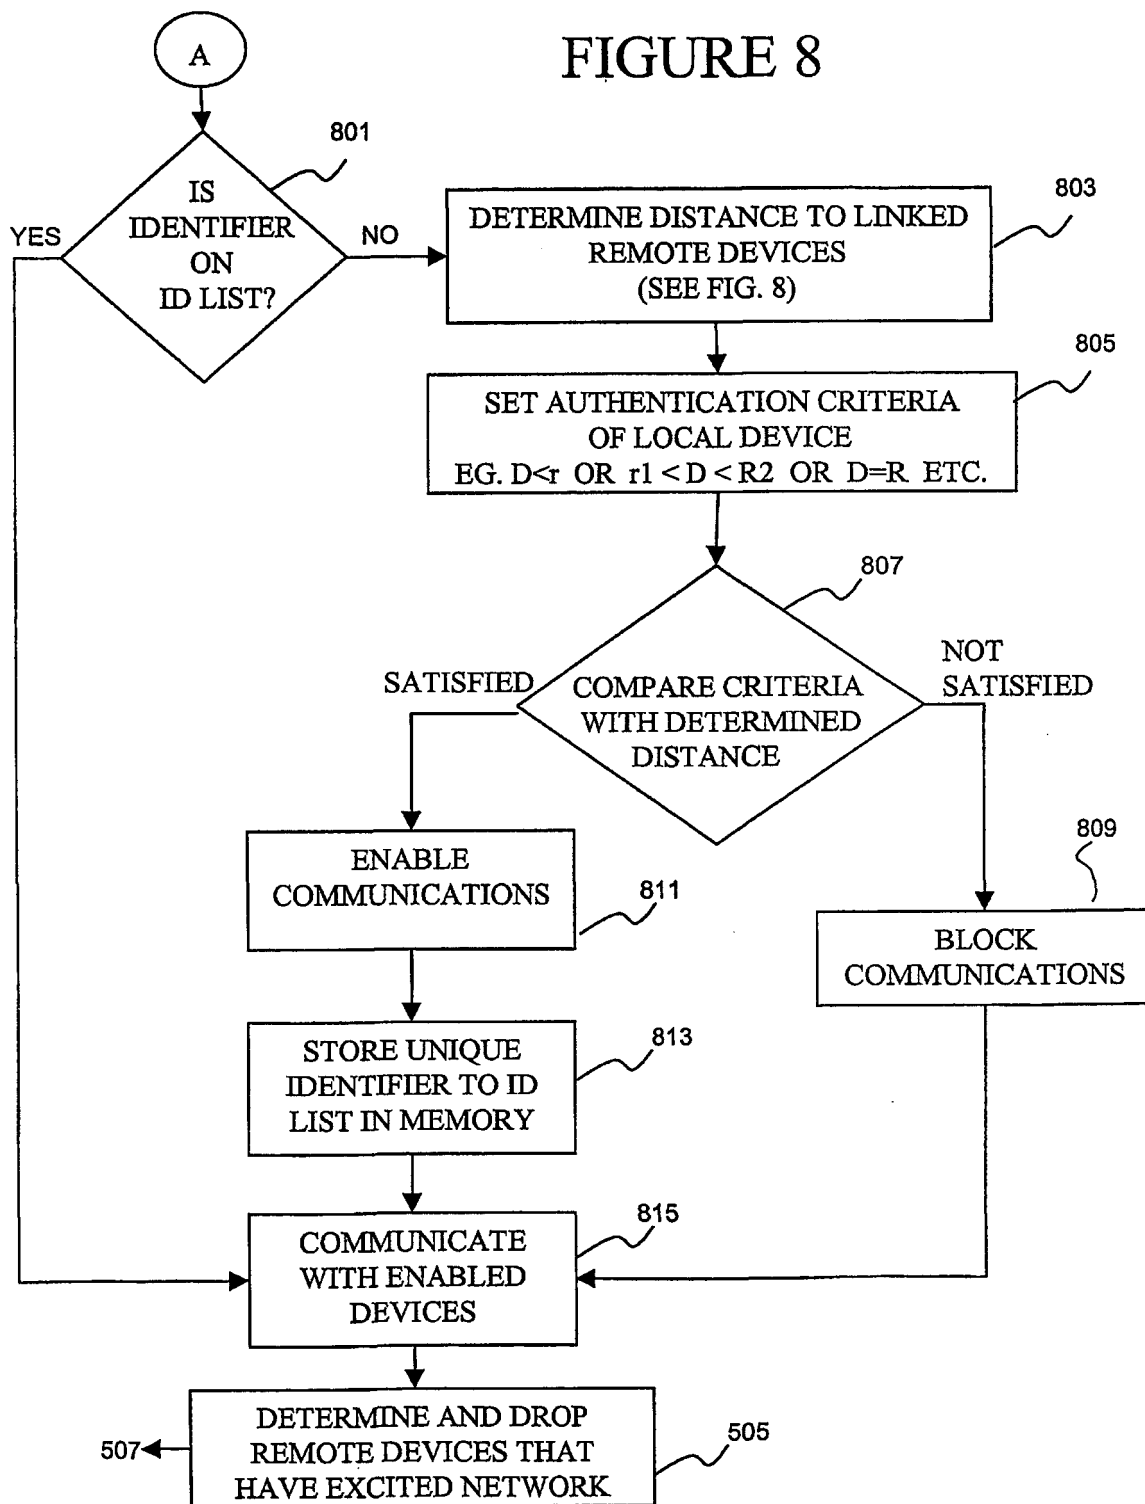 FIGURE 8
A
801
IS
IDENTIFIER
ON
ID LIST?
YES
NO
803
DETERMINE DISTANCE TO LINKED
REMOTE DEVICES
(SEE FIG. 8)
805
SET AUTHENTICATION CRITERIA
OF LOCAL DEVICE
EG. D<r OR r1 < D < R2 OR D=R ETC.
807
COMPARE CRITERIA
WITH DETERMINED
DISTANCE
SATISFIED
NOT
SATISFIED
809
BLOCK
COMMUNICATIONS
ENABLE
COMMUNICATIONS
811
STORE UNIQUE
IDENTIFIER TO ID
LIST IN MEMORY
813
COMMUNICATE
WITH ENABLED
DEVICES
815
DETERMINE AND DROP
REMOTE DEVICES THAT
HAVE EXCITED NETWORK
505
507